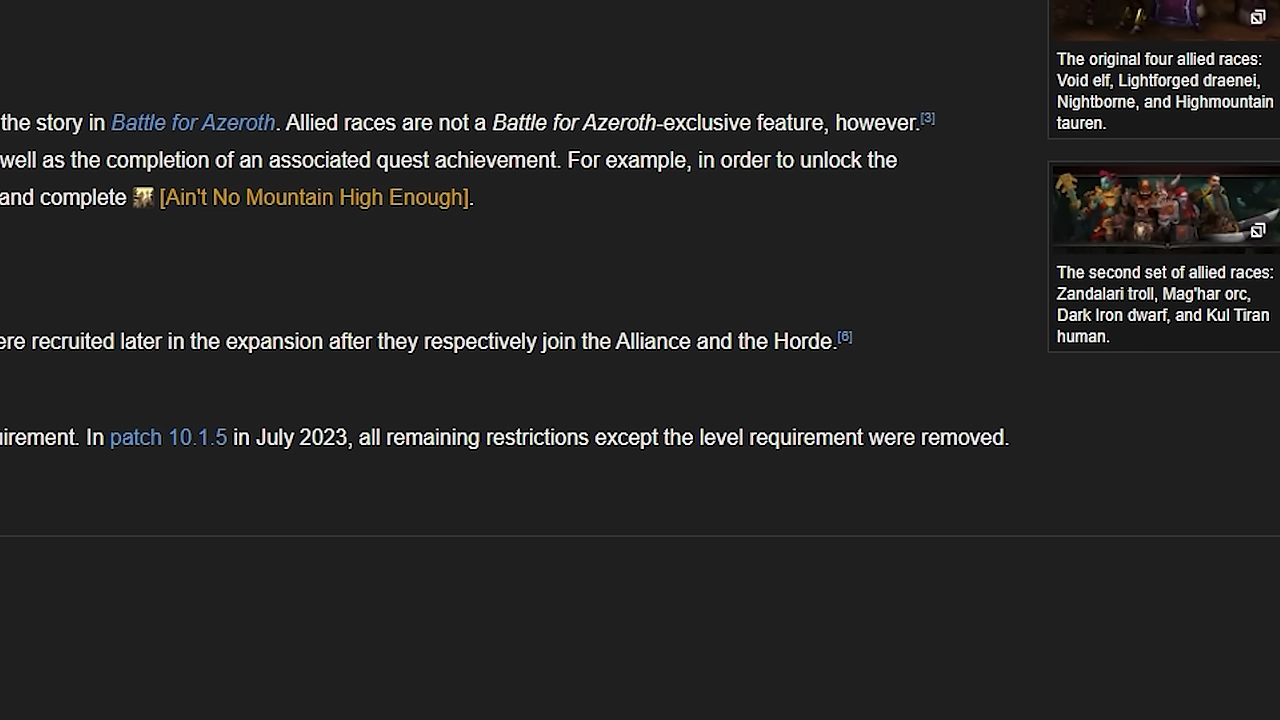 the story in Battle for Azeroth. Allied races are not a Battle for Azeroth-exclusive feature, however.[3]
well as the completion of an associated quest achievement. For example, in order to unlock the
and complete [Ain't No Mountain High Enough].
ere recruited later in the expansion after they respectively join the Alliance and the Horde.[6]
uirement. In patch 10.1.5 in July 2023, all remaining restrictions except the level requirement were removed.
The original four allied races:
Void elf, Lightforged draenei,
Nightborne, and Highmountain
tauren.
The second set of allied races:
Zandalari troll, Mag'har orc,
Dark Iron dwarf, and Kul Tiran
human.